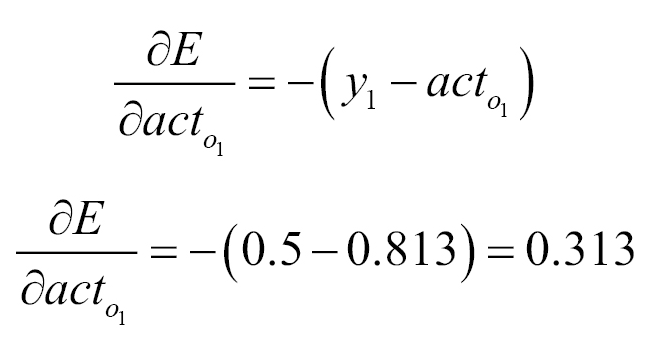 ∂E/∂act_{o_1} = −(y_1 − act_{o_1})
∂E/∂act_{o_1} = −(0.5 − 0.813) = 0.313